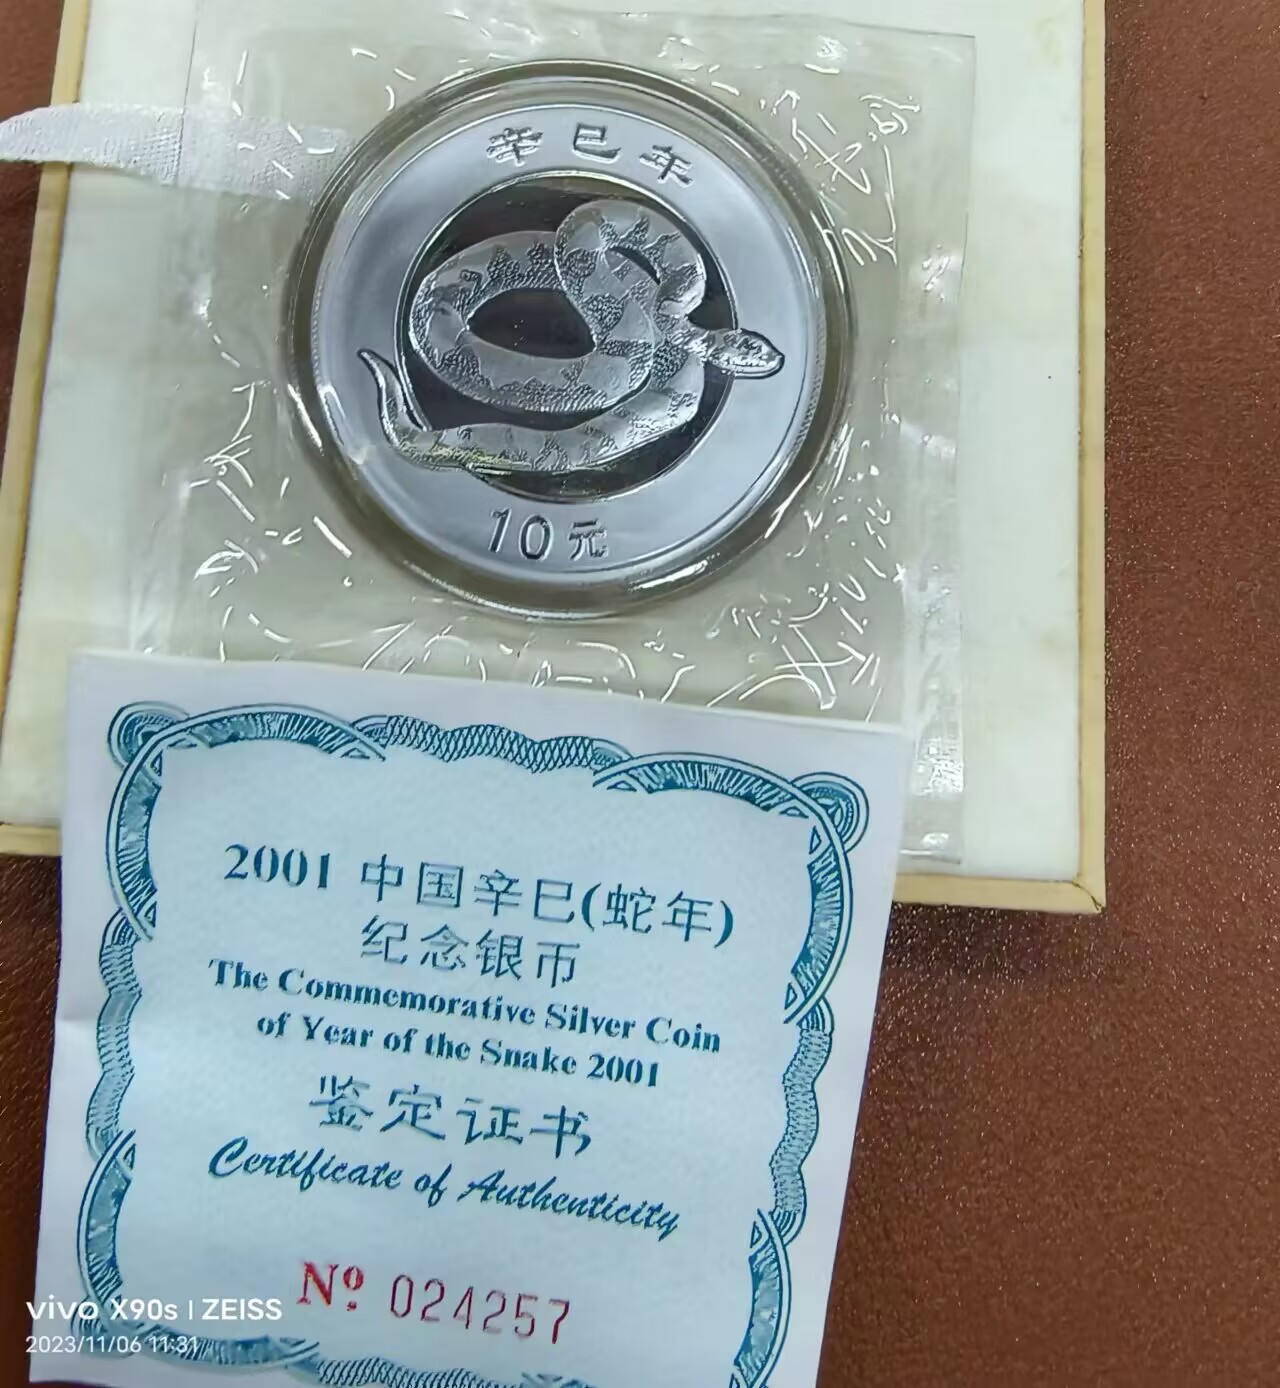 辛巳年
10元
2001 中国辛巳(蛇年)
纪念银币
The Commemorative Silver Coin
of Year of the Snake 2001
鉴定证书
Certificate of Authenticity
Nº 024257
vivo X90s | ZEISS
2023/11/06 11:31